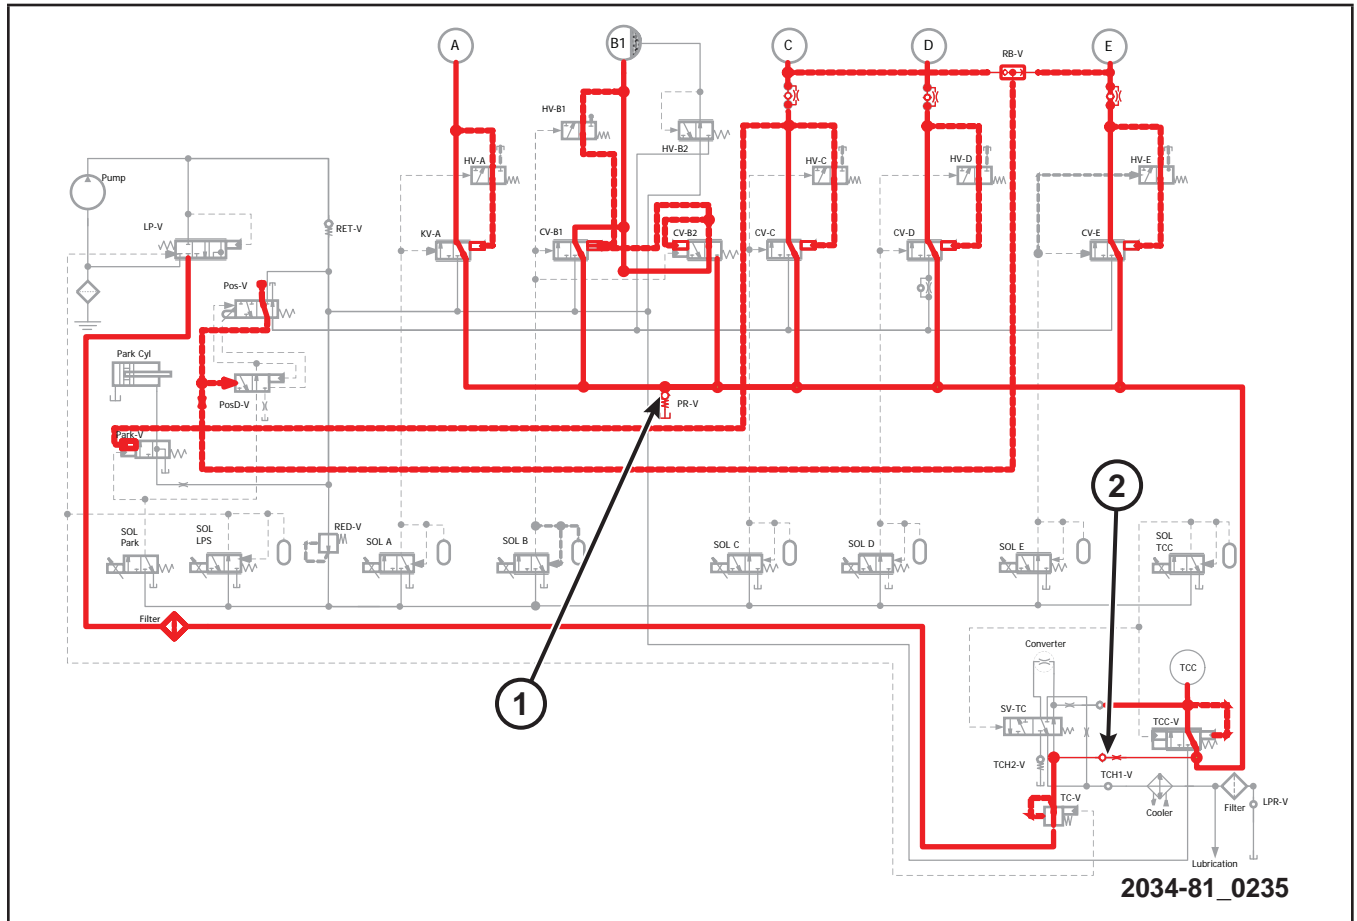 A
B1
C
D
E
RB-V
HV-B1
HV-B2
HV-A
HV-C
HV-D
HV-E
Pump
LP-V
RET-V
KV-A
CV-B1
CV-B2
CV-C
CV-D
CV-E
Pos-V
Park Cyl
PosD-V
PR-V
Park-V
2
SOL
Park
SOL
LPS
RED-V
SOL A
SOL B
SOL C
SOL D
SOL E
SOL
TCC
Filter
Converter
TCC
1
SV-TC
TCC-V
TCH2-V
TCH1-V
TC-V
Cooler
Filter
LPR-V
Lubrication
2034-81_0235